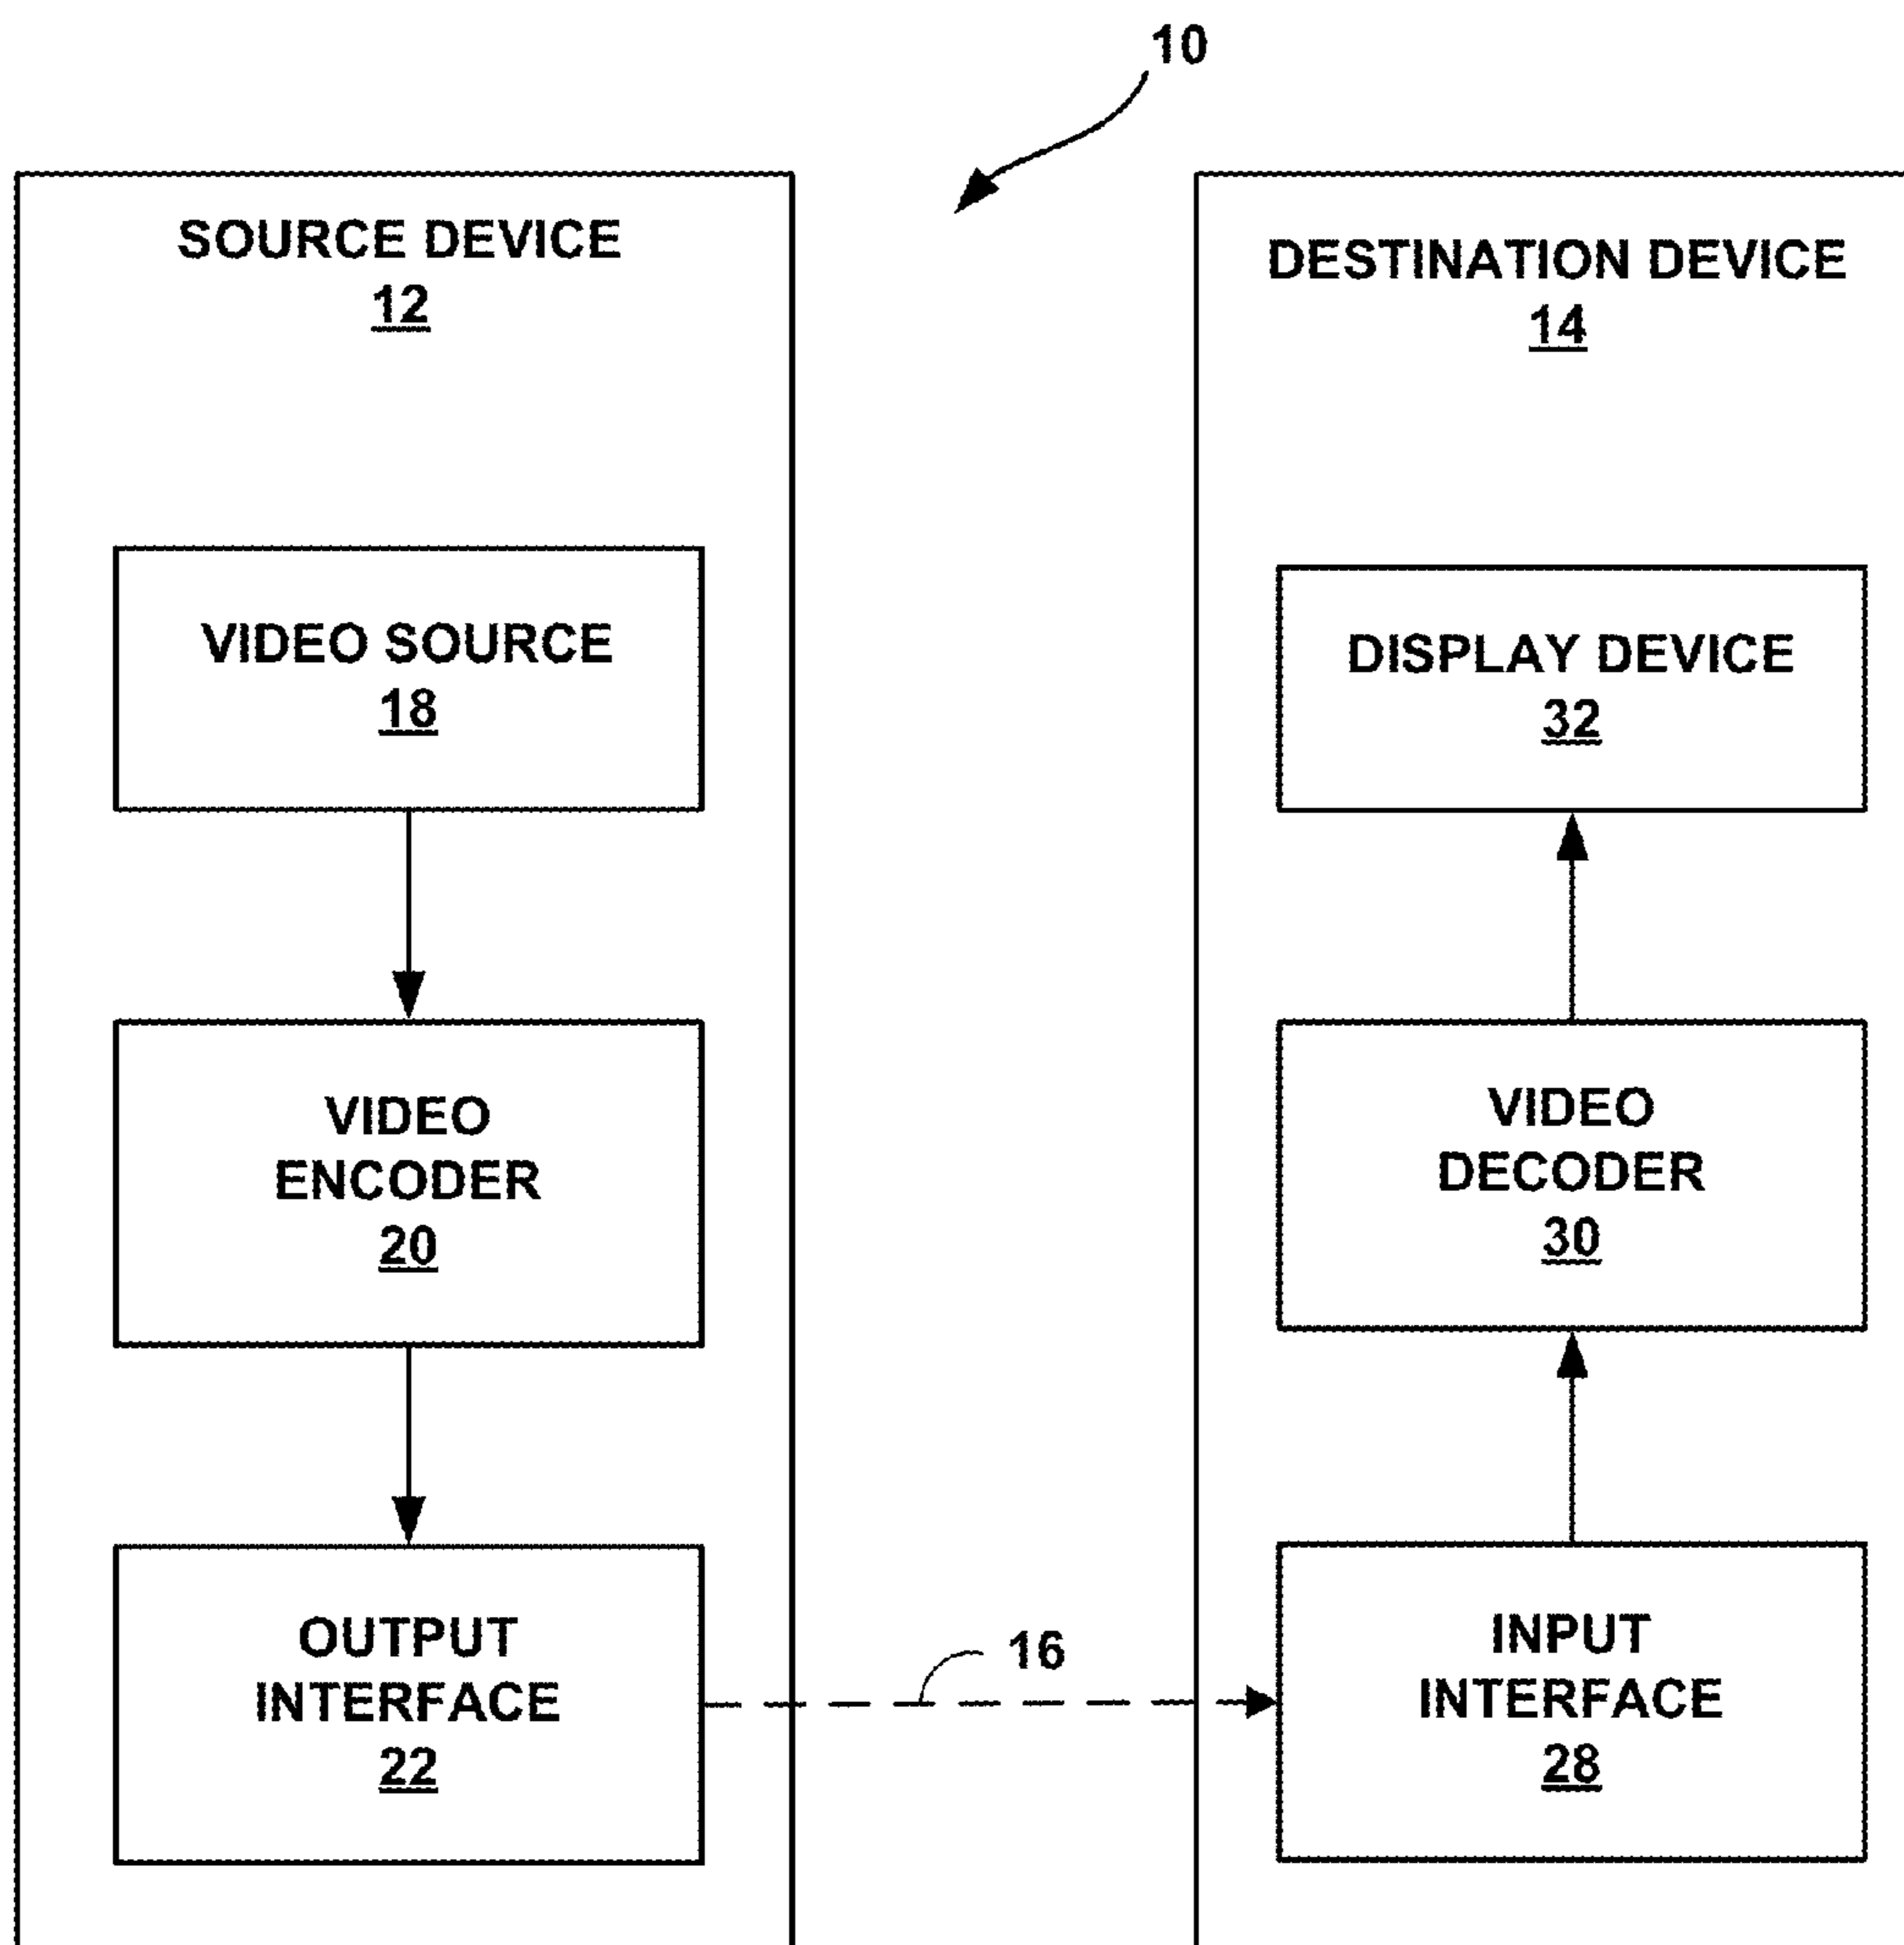 10
SOURCE DEVICE
12
VIDEO SOURCE
18
VIDEO
ENCODER
20
OUTPUT
INTERFACE
22
16
DESTINATION DEVICE
14
DISPLAY DEVICE
32
VIDEO
DECODER
30
INPUT
INTERFACE
28